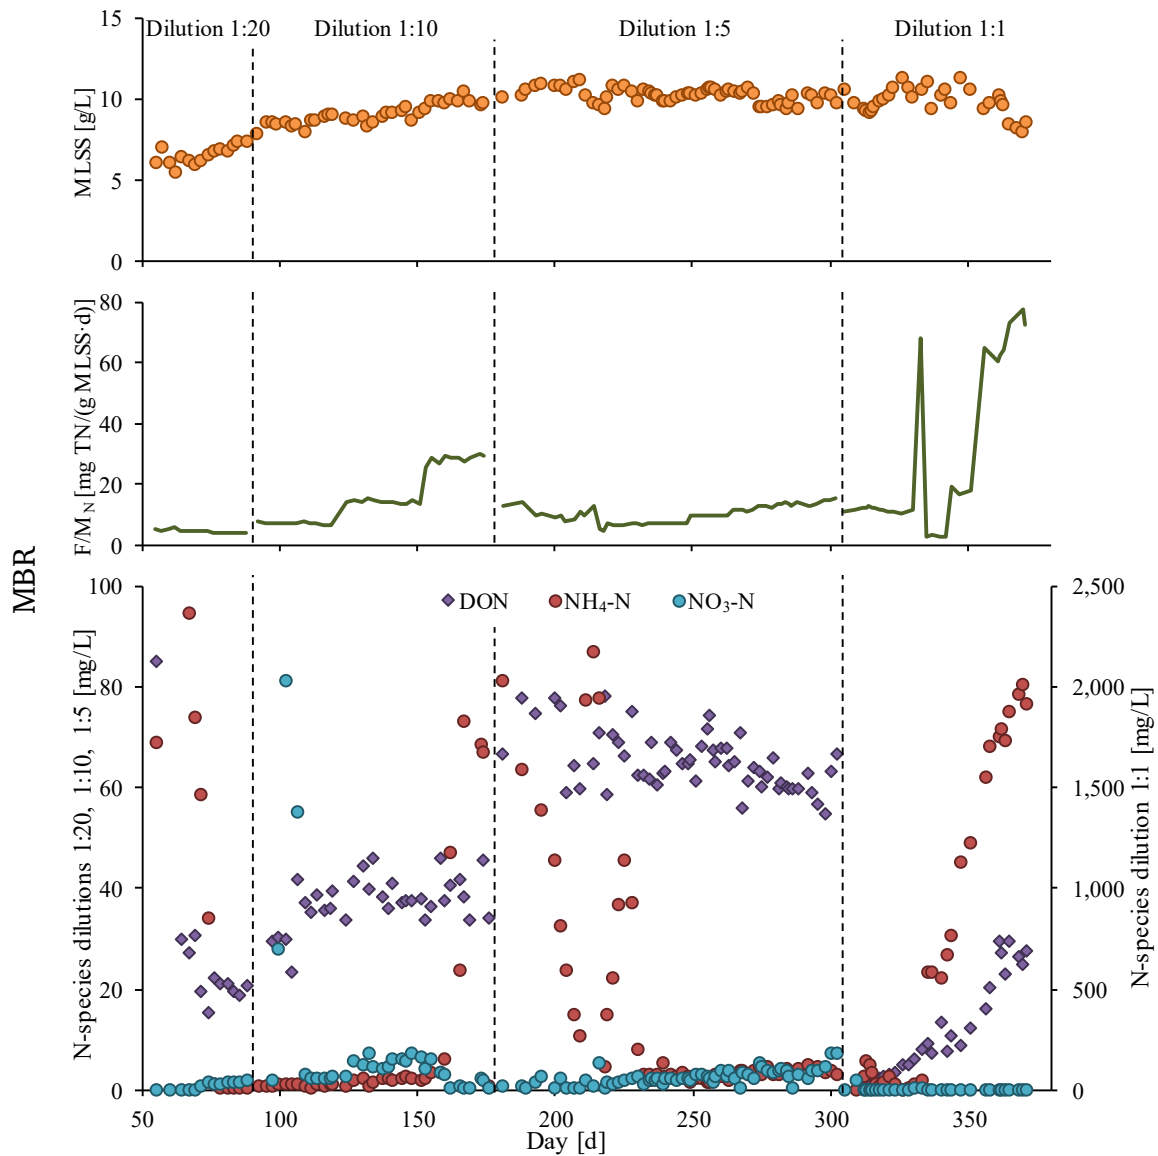 15
Dilution 1:20
Dilution 1:10
Dilution 1:5
Dilution 1:1
10
5
0
MLSS [g/L]
80
60
40
20
0
F/M N [mg TN/(g MLSS·d)]
MBR
100
80
60
40
20
0
N-species dilutions 1:20, 1:10, 1:5 [mg/L]
DON
NH4-N
NO3-N
2,500
2,000
1,500
1,000
500
0
N-species dilution 1:1 [mg/L]
50
100
150
200
250
300
350
Day [d]